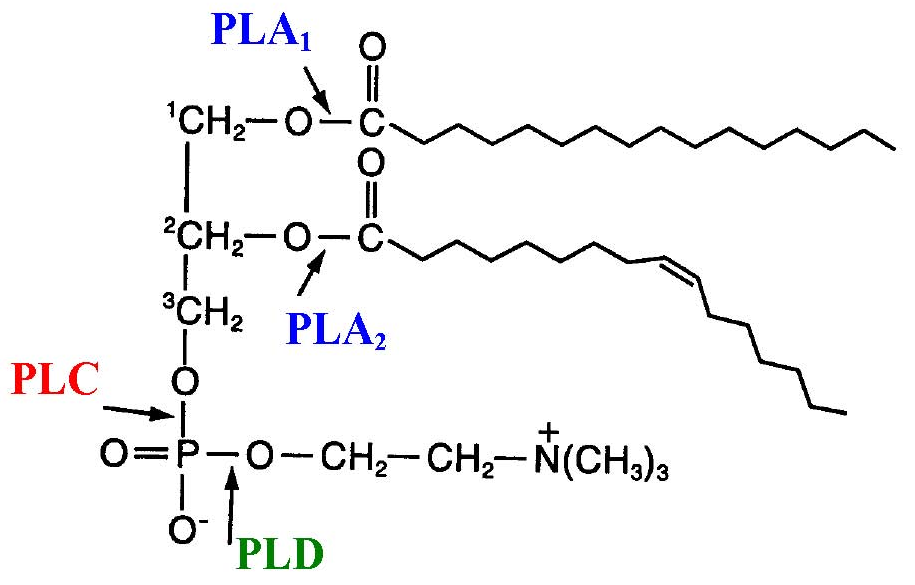 PLA₁
O
¹CH₂ O C
O
²CH₂ O C
³CH₂
PLA₂
PLC
O
O=P—O—CH₂—CH₂—N⁺(CH₃)₃
O⁻
PLD